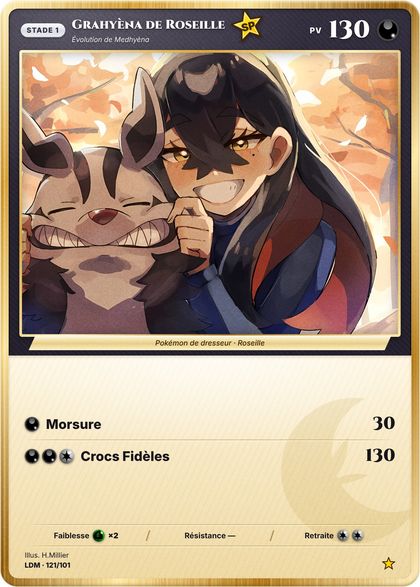 STADE 1 GRAHYÈNA DE ROSEILLE SP PV 130
Évolution de Medhyèna
Pokémon de dresseur · Roseille
Morsure 30
Crocs Fidèles 130
Faiblesse ×2 / Résistance — / Retraite
Illus. H.Millier
LDM · 121/101